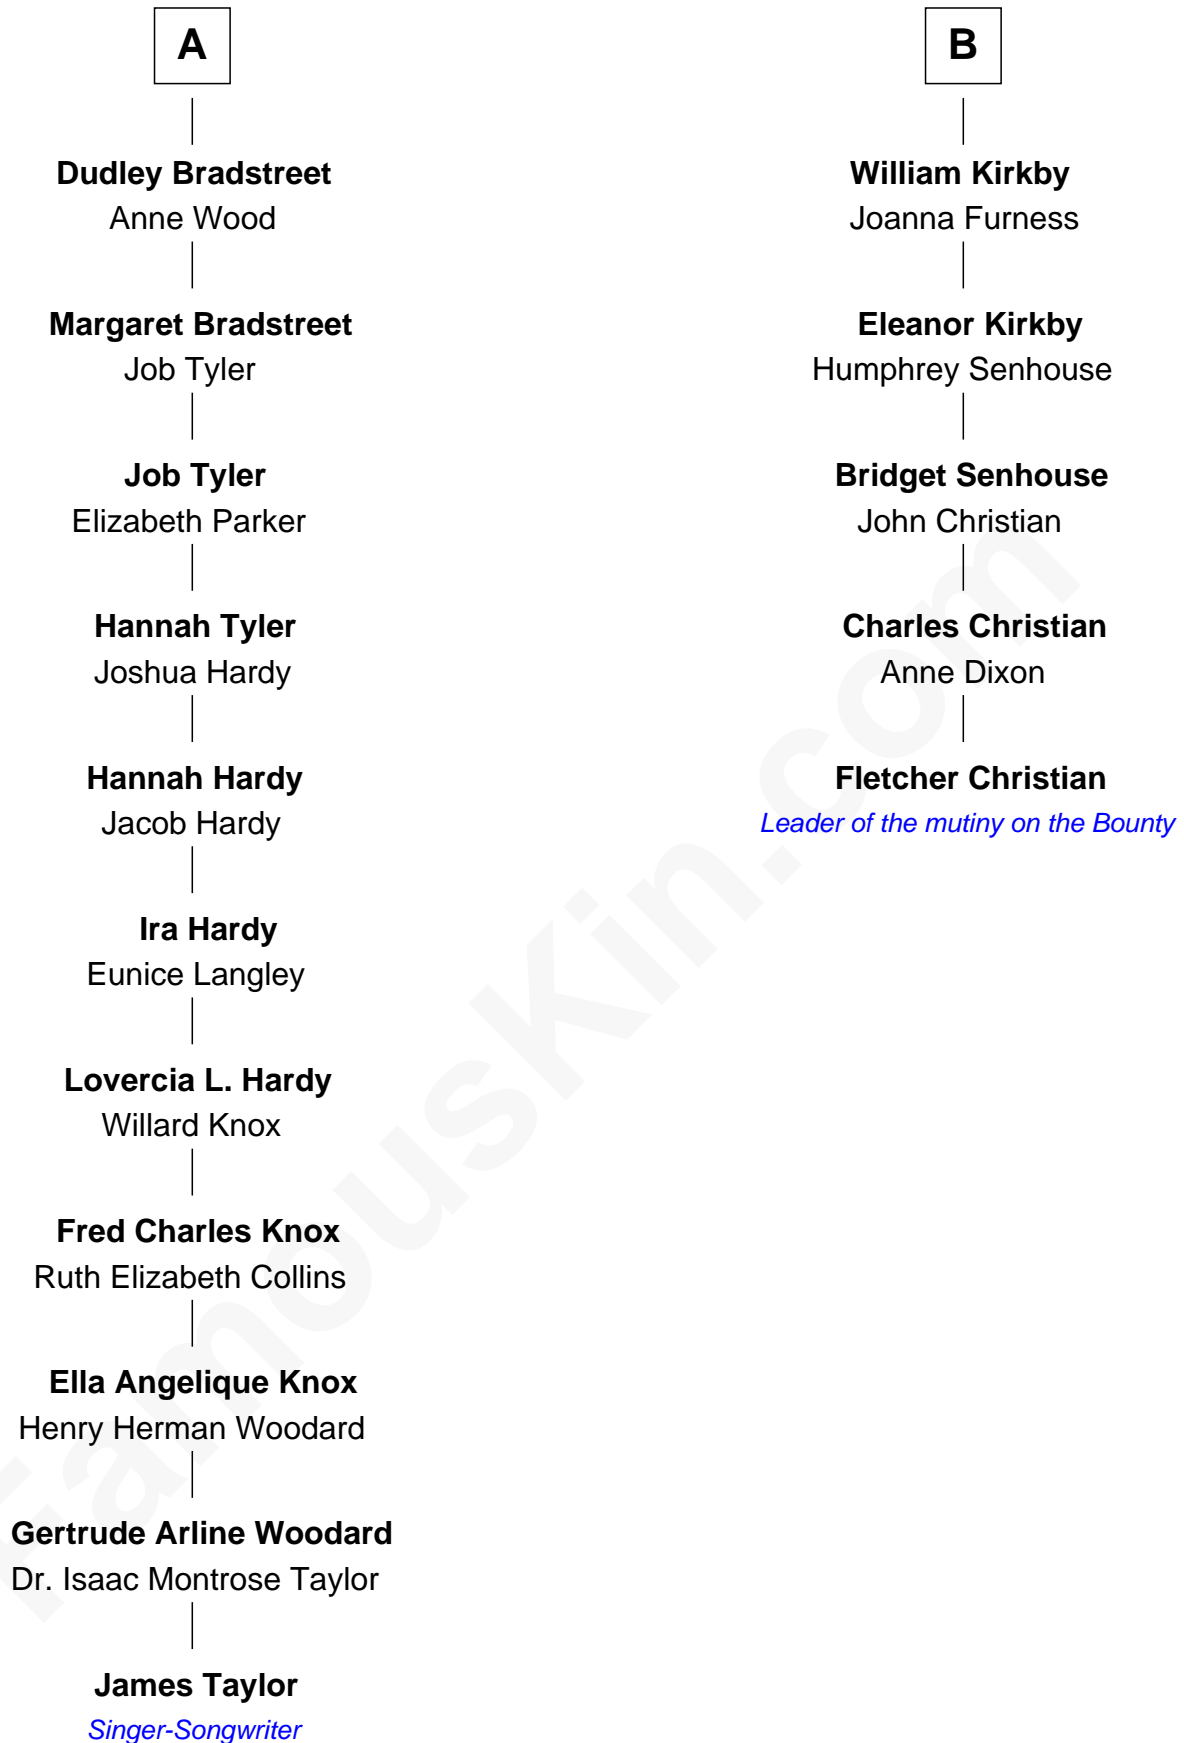 A
Dudley Bradstreet
Anne Wood
Margaret Bradstreet
Job Tyler
Job Tyler
Elizabeth Parker
Hannah Tyler
Joshua Hardy
Hannah Hardy
Jacob Hardy
Ira Hardy
Eunice Langley
Lovercia L. Hardy
Willard Knox
Fred Charles Knox
Ruth Elizabeth Collins
Ella Angelique Knox
Henry Herman Woodard
Gertrude Arline Woodard
Dr. Isaac Montrose Taylor
James Taylor
Singer-Songwriter
B
William Kirkby
Joanna Furness
Eleanor Kirkby
Humphrey Senhouse
Bridget Senhouse
John Christian
Charles Christian
Anne Dixon
Fletcher Christian
Leader of the mutiny on the Bounty
FamousKin.com